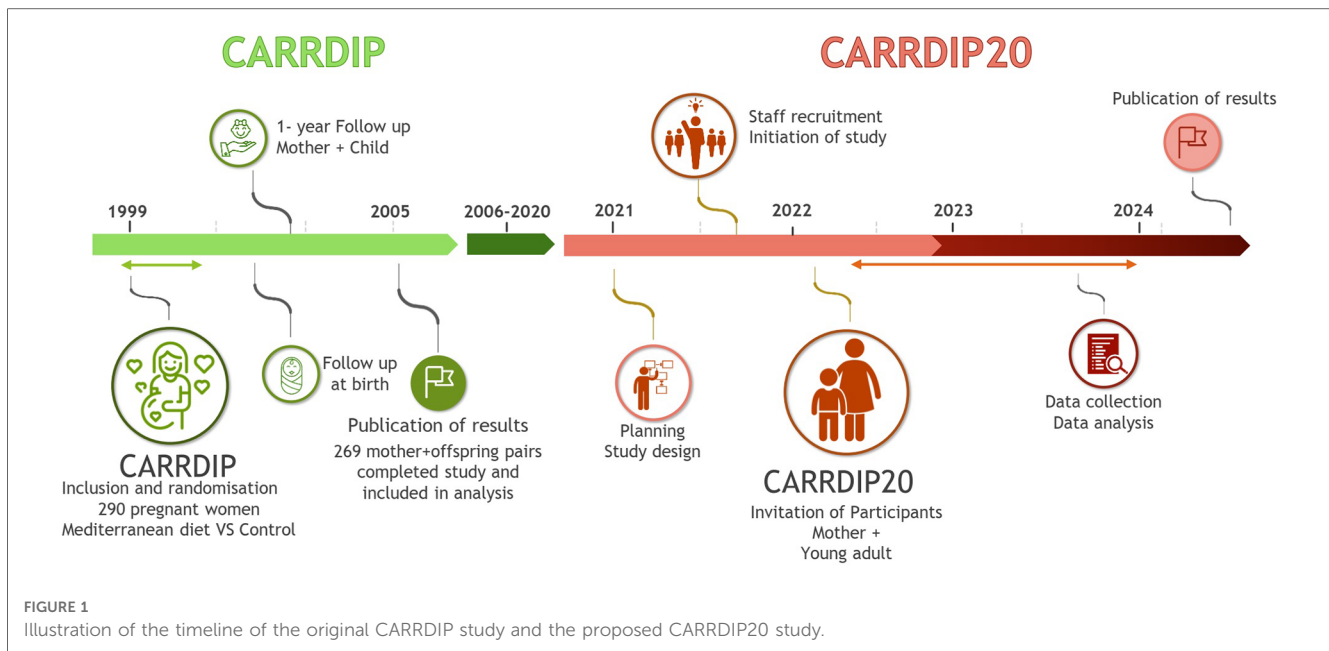 CARRDIP
CARRDIP20
1- year Follow up
Mother + Child
Staff recruitment
Initiation of study
Publication of results
1999
2005
2006-2020
2021
2022
2023
2024
CARRDIP
Inclusion and randomisation
290 pregnant women
Mediterranean diet VS Control
Follow up
at birth
Publication of results
269 mother+offspring pairs
completed study and
included in analysis
Planning
Study design
CARRDIP20
Invitation of Participants
Mother +
Young adult
Data collection
Data analysis
FIGURE 1
Illustration of the timeline of the original CARRDIP study and the proposed CARRDIP20 study.